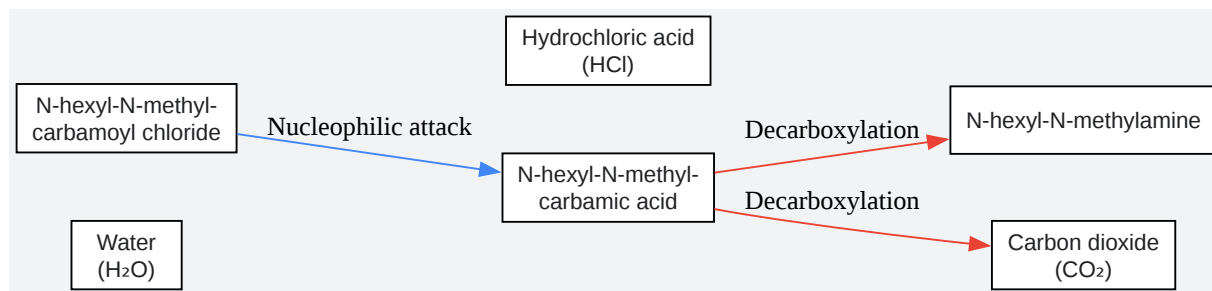 Hydrochloric acid
(HCl)
N-hexyl-N-methyl-
carbamoyl chloride
Nucleophilic attack
N-hexyl-N-methyl-
carbamic acid
Decarboxylation
N-hexyl-N-methylamine
Decarboxylation
Water
(H₂O)
Carbon dioxide
(CO₂)